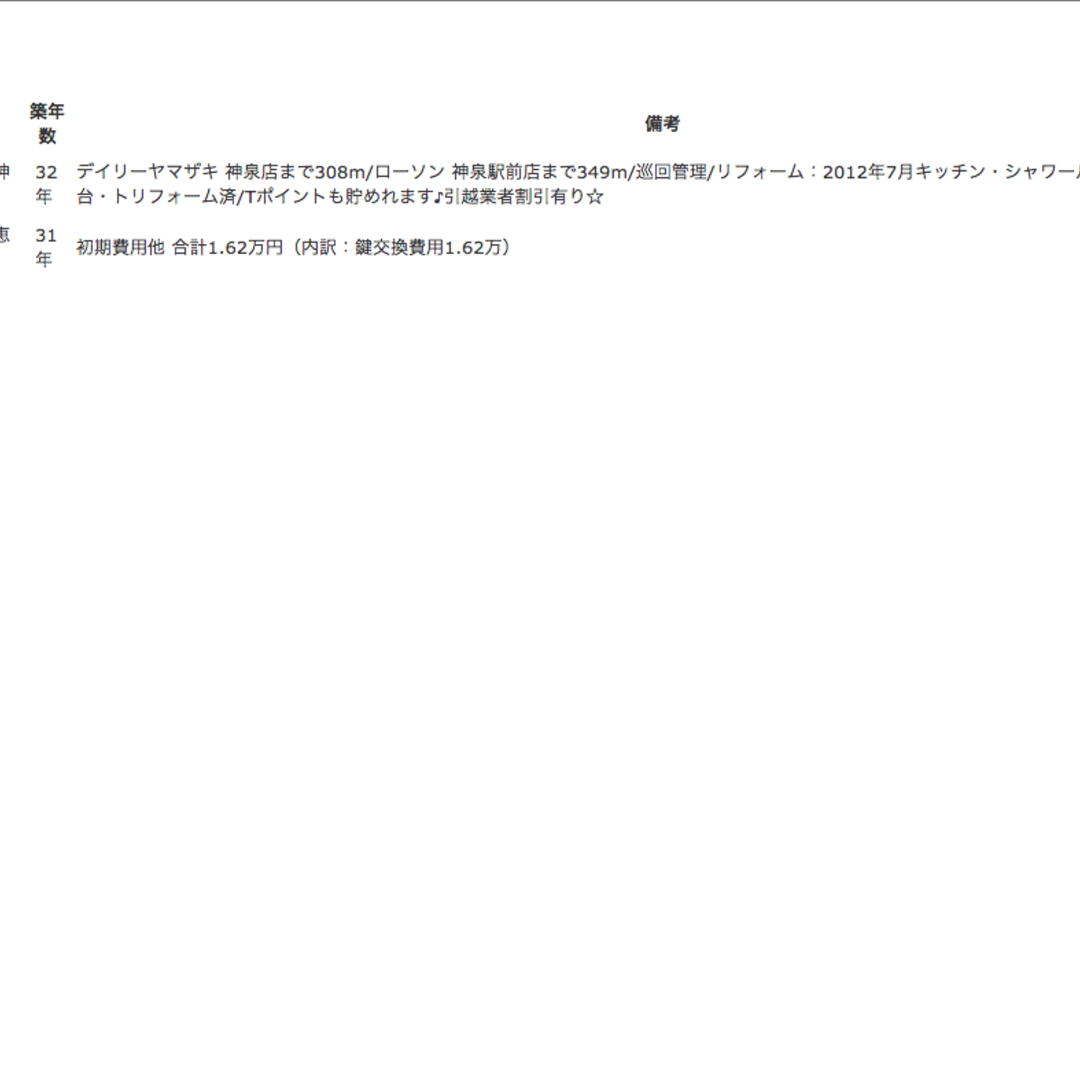 築年
数
備考
神
32
年
デイリーヤマザキ 神泉店まで308m/ローソン 神泉駅前店まで349m/巡回管理/リフォーム：2012年7月キッチン・シャワー
台・トリフォーム済/Tポイントも貯めれます♪引越業者割引有り☆
恵
31
年
初期費用他 合計1.62万円（内訳：鍵交換費用1.62万）